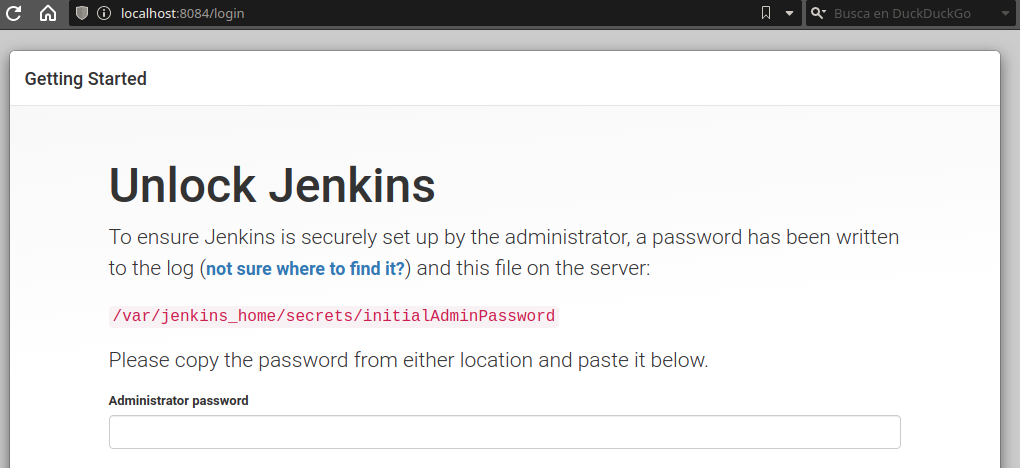 localhost:8084/login
Busca en DuckDuckGo
Getting Started
Unlock Jenkins
To ensure Jenkins is securely set up by the administrator, a password has been written
to the log (not sure where to find it?) and this file on the server:
/var/jenkins_home/secrets/initialAdminPassword
Please copy the password from either location and paste it below.
Administrator password